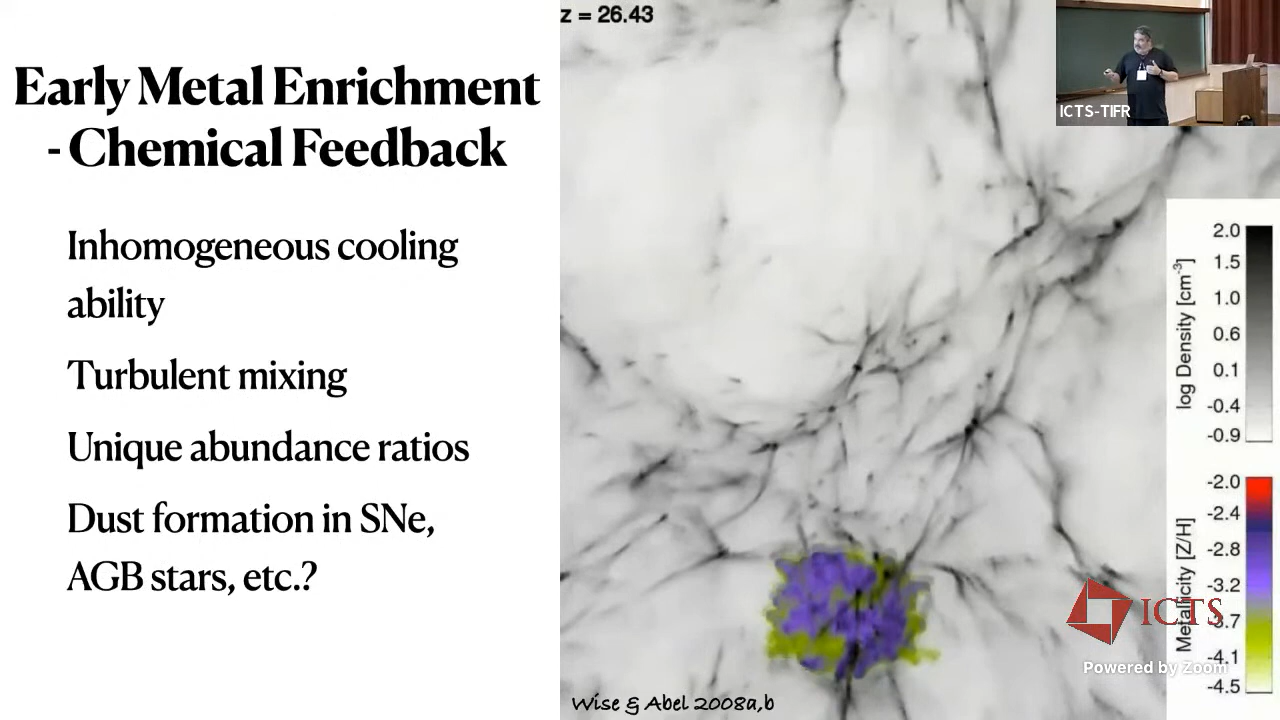 Early Metal Enrichment
- Chemical Feedback
Inhomogeneous cooling
ability
Turbulent mixing
Unique abundance ratios
Dust formation in SNe,
AGB stars, etc.?
z = 26.43
ICTS-TIFR
log Density [cm⁻³]
2.0
1.5
1.0
0.6
0.1
-0.4
-0.9
Metallicity [Z/H]
-2.0
-2.4
-2.8
-3.2
-3.7
-4.1
-4.5
ICTS
Powered by Zoom
Wise & Abel 2008a,b